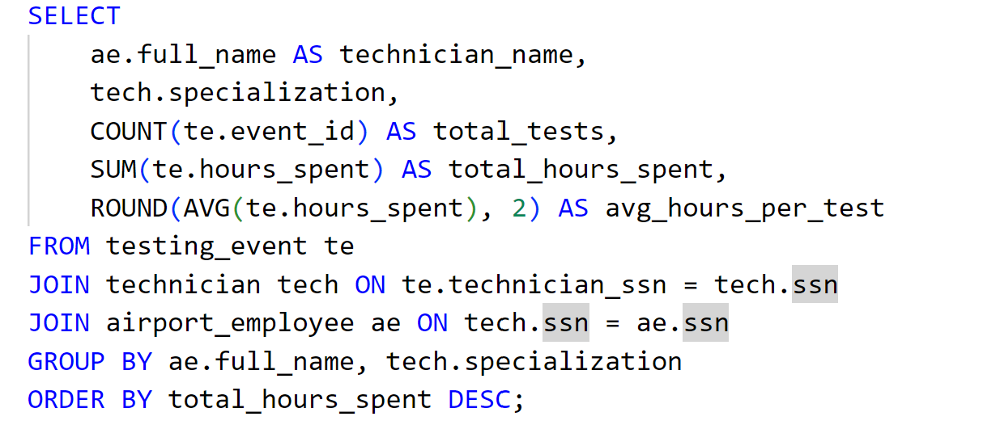 SELECT
ae.full_name AS technician_name,
tech.specialization,
COUNT(te.event_id) AS total_tests,
SUM(te.hours_spent) AS total_hours_spent,
ROUND(AVG(te.hours_spent), 2) AS avg_hours_per_test
FROM testing_event te
JOIN technician tech ON te.technician_ssn = tech.ssn
JOIN airport_employee ae ON tech.ssn = ae.ssn
GROUP BY ae.full_name, tech.specialization
ORDER BY total_hours_spent DESC;